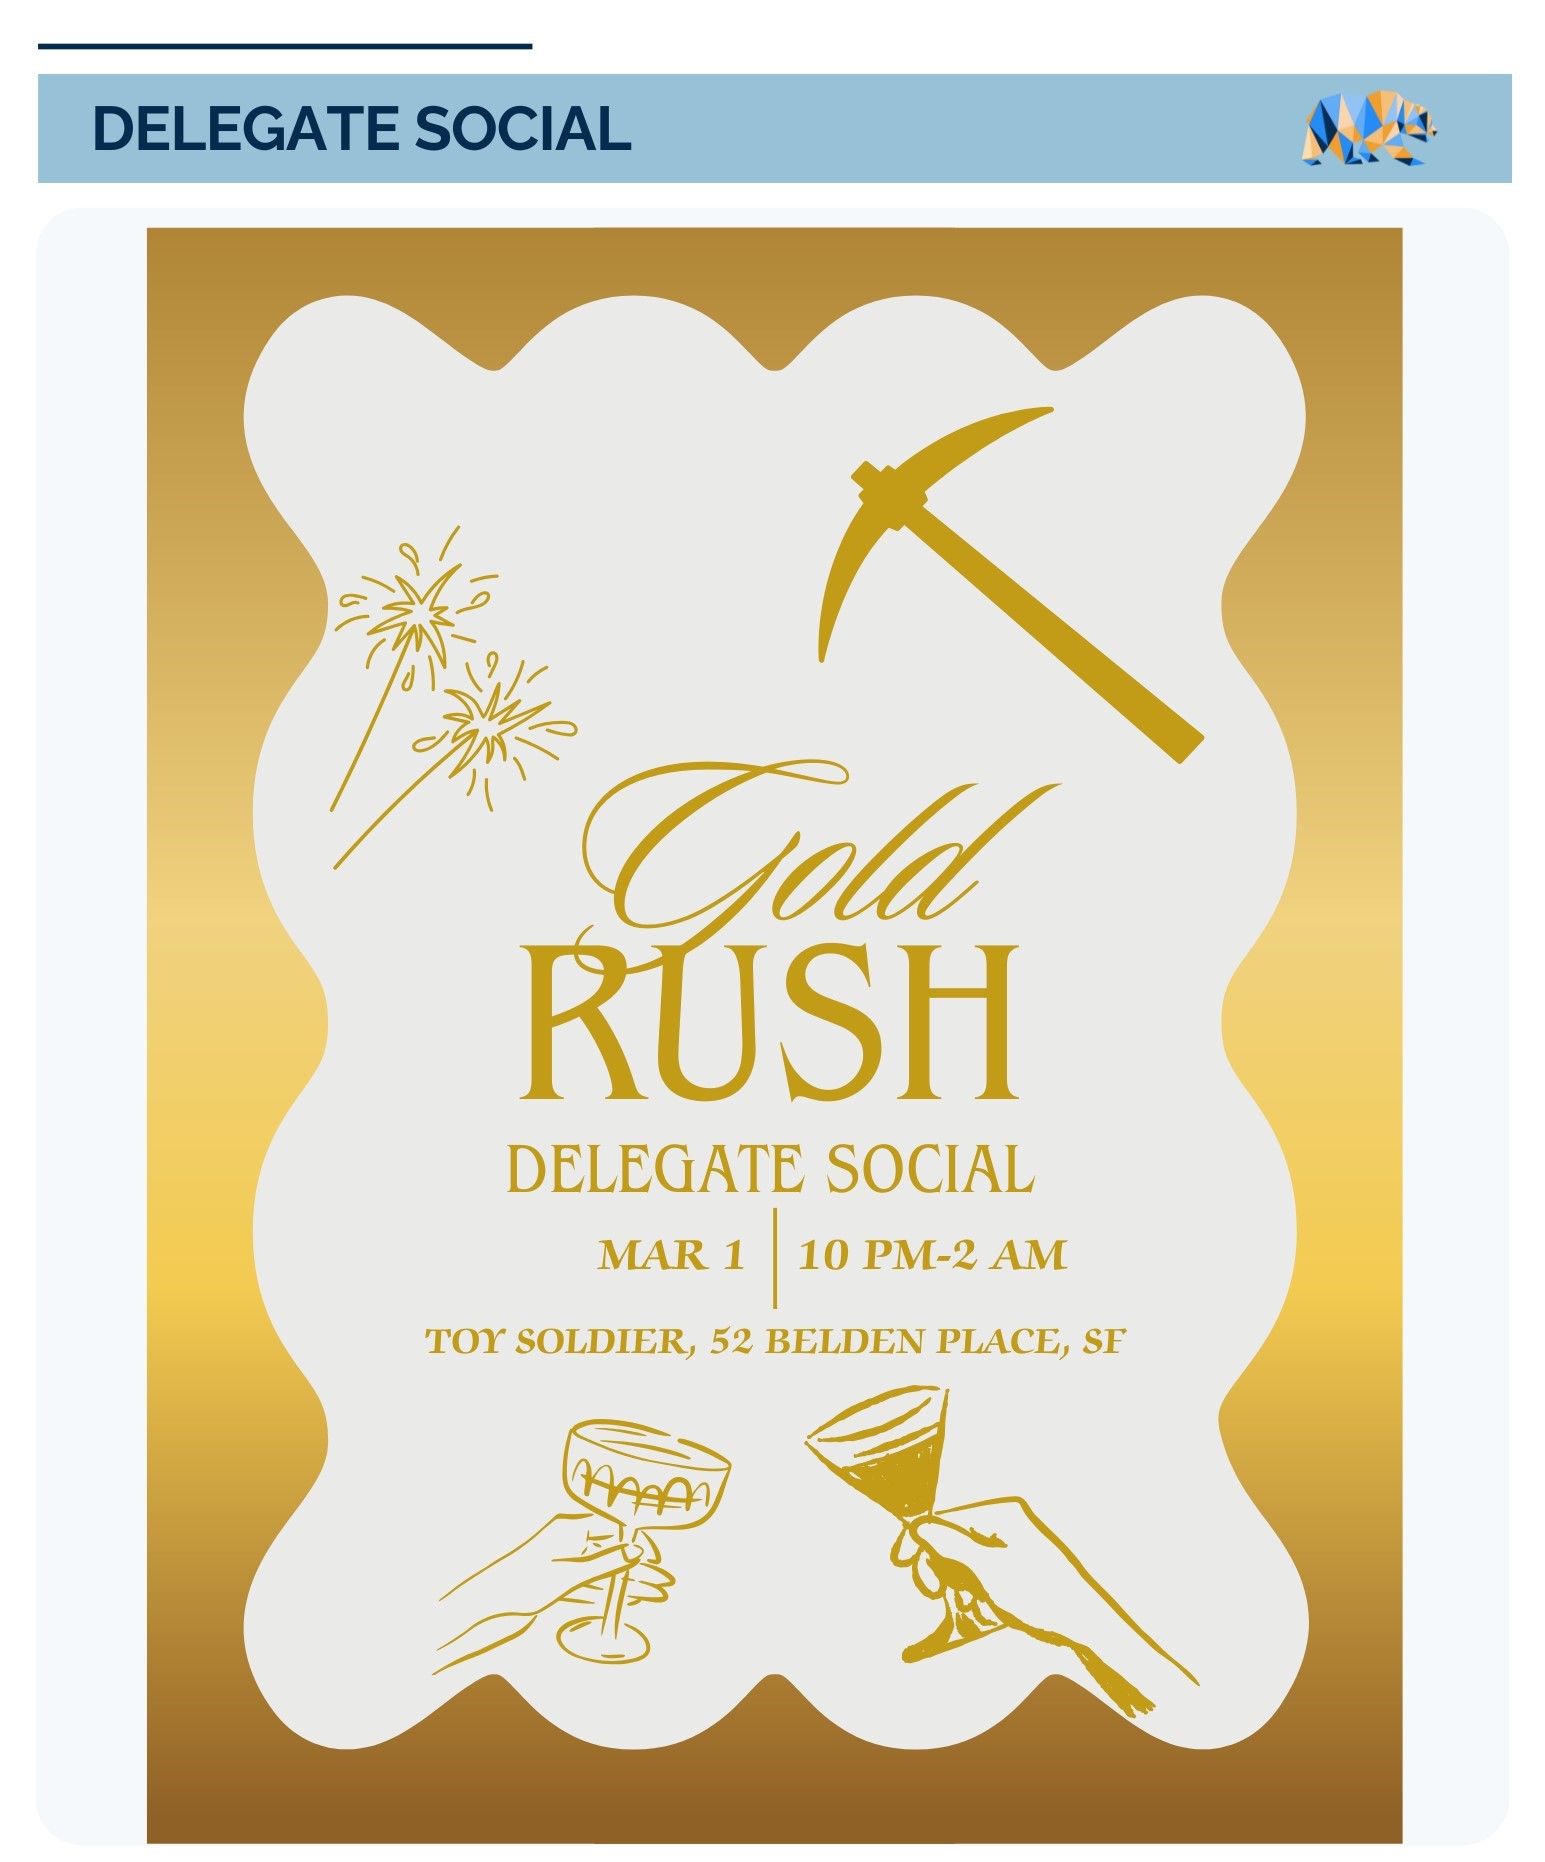 DELEGATE SOCIAL
Gold
RUSH
DELEGATE SOCIAL
MAR 1 10 PM-2 AM
TOY SOLDIER, 52 BELDEN PLACE, SF